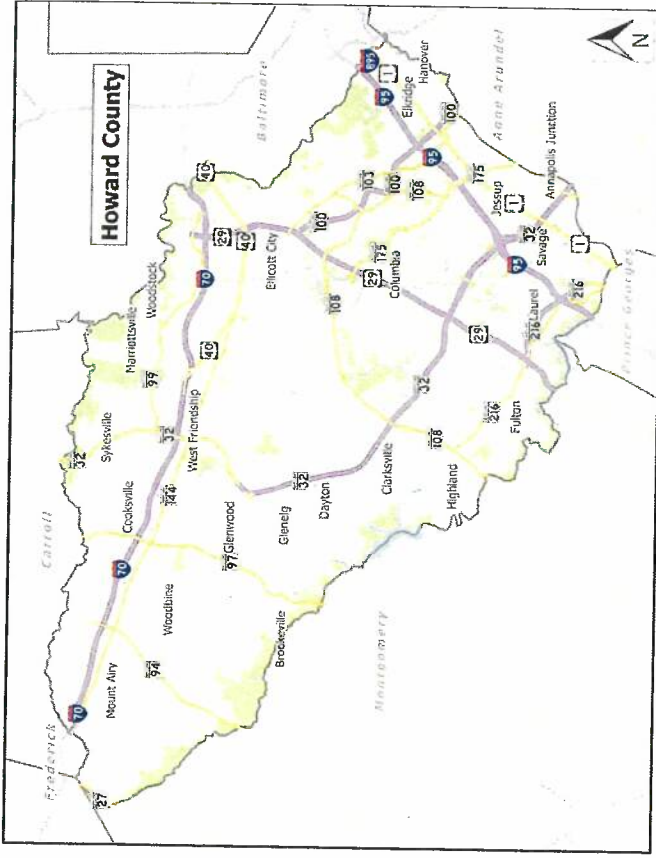 Howard County
Frederick
Carroll
Baltimore
27
70
32
Mount Airy
70
Cooksville
Sykesville
Marriottsville
Woodstock
99
94
144
32
70
40
40
Woodbine
West Friendship
29
40
895
97
Glenwood
Ellicott City
1
95
Elkridge
Hanover
Brookeville
Glenelg
32
100
103
100
100
Dayton
108
108
95
Anne Arundel
Montgomery
Clarksville
29
175
Columbia
175
32
Jessup
108
1
Highland
29
32
Annapolis Junction
216
95
Savage
Fulton
216
Laurel
1
216
Prince Georges
N